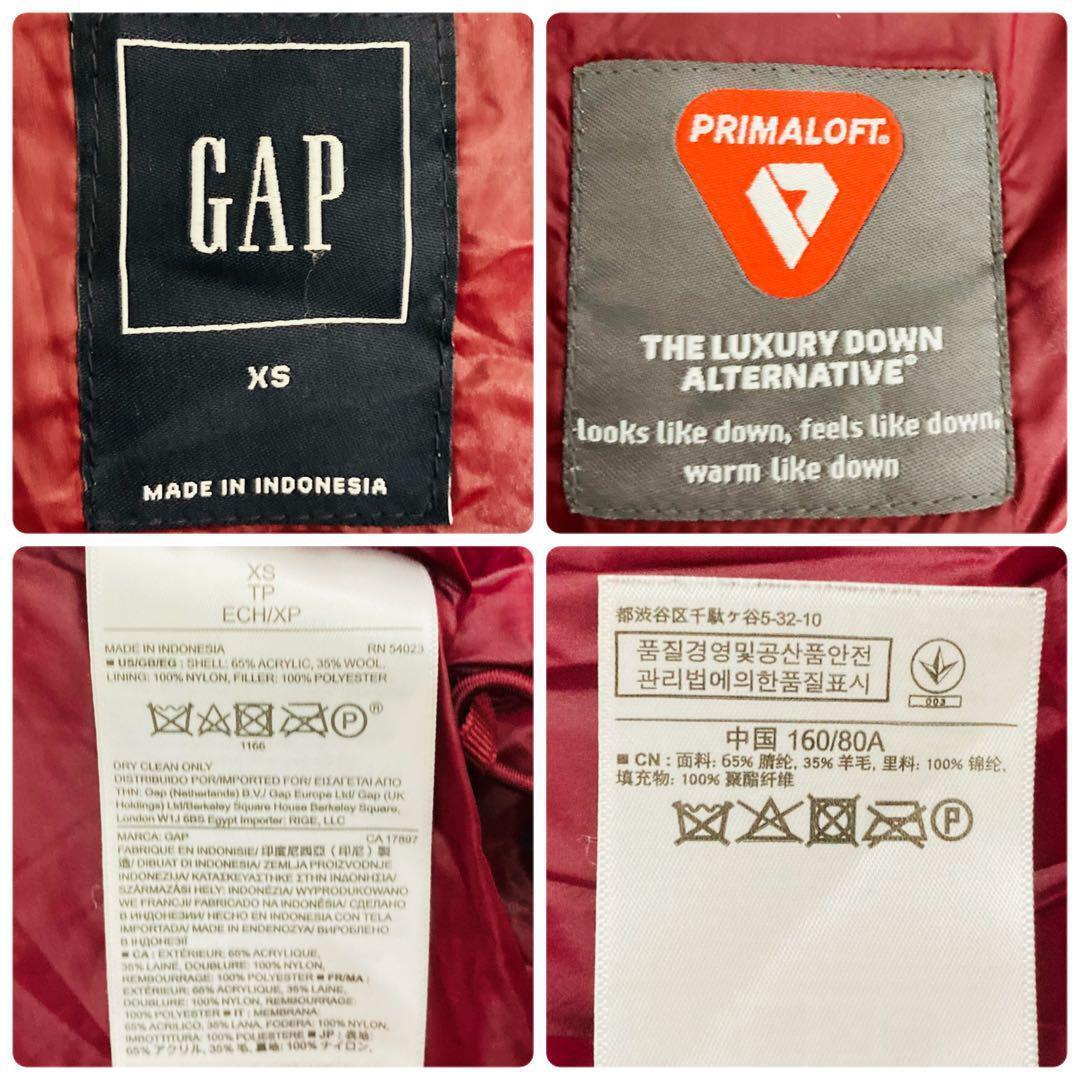 GAP
XS
MADE IN INDONESIA
PRIMALOFT®
THE LUXURY DOWN
ALTERNATIVE®
looks like down, feels like down,
warm like down
XS
TP
ECH/XP
MADE IN INDONESIA RN 54023
■ US/GB/EG : SHELL: 65% ACRYLIC, 35% WOOL,
LINING: 100% NYLON, FILLER: 100% POLYESTER
P ®
1166
DRY CLEAN ONLY
DISTRIBUIDO POR/IMPORTED FOR/ ΕΙΣΑΓΕΤΑΙ ΑΠΟ
ΤΗΝ: Gap (Netherlands) B.V./ Gap Europe Ltd/ Gap (UK
Holdings) Ltd/Berkeley Square House Berkeley Square,
London W1J 6BS Egypt Importer: RIGE, LLC
MARCA: GAP CA 17897
FABRIQUÉ EN INDONISIE/ 印度尼西亞 (印尼) 製
造/ DIBUAT DI INDONESIA/ ZEMLJA PROIZVODNJE
INDONEZIJA/ ΚΑΤΑΣΚΕΥΑΣΤΗΚΕ ΣΤΗΝ ΙΝΔΟΝΗΣΙΑ/
SZÁRMAZÁSI HELY: INDONÉZIA/ WYPRODUKOWANO
WE FRANCJI/ FABRICADO NA INDONÉSIA/ СДЕЛАНО
В ИНДОНЕЗИИ/ HECHO EN INDONESIA CON TELA
IMPORTADA/ MADE IN ENDENOZYA/ ВИРОБЛЕНО
В ІНДОНЕЗІЇ
■ CA : EXTÉRIEUR: 65% ACRYLIQUE,
35% LAINE, DOUBLURE: 100% NYLON,
REMBOURRAGE: 100% POLYESTER ■ FR/MA :
EXTÉRIEUR: 65% ACRYLIQUE, 35% LAINE,
DOUBLURE: 100% NYLON, REMBOURRAGE:
100% POLYESTER ■ IT : MEMBRANA:
65% ACRILICO, 35% LANA, FODERA: 100% NYLON,
IMBOTTITURA: 100% POLIESTERE ■ JP : 表地:
65% アクリル, 35% 毛, 裏地: 100% ナイロン,
都渋谷区千駄ヶ谷5-32-10
품질경영및공산품안전
관리법에의한품질표시
003
中国 160/80A
■ CN : 面料: 65% 腈纶, 35% 羊毛, 里料: 100% 锦纶,
填充物: 100% 聚酯纤维
P